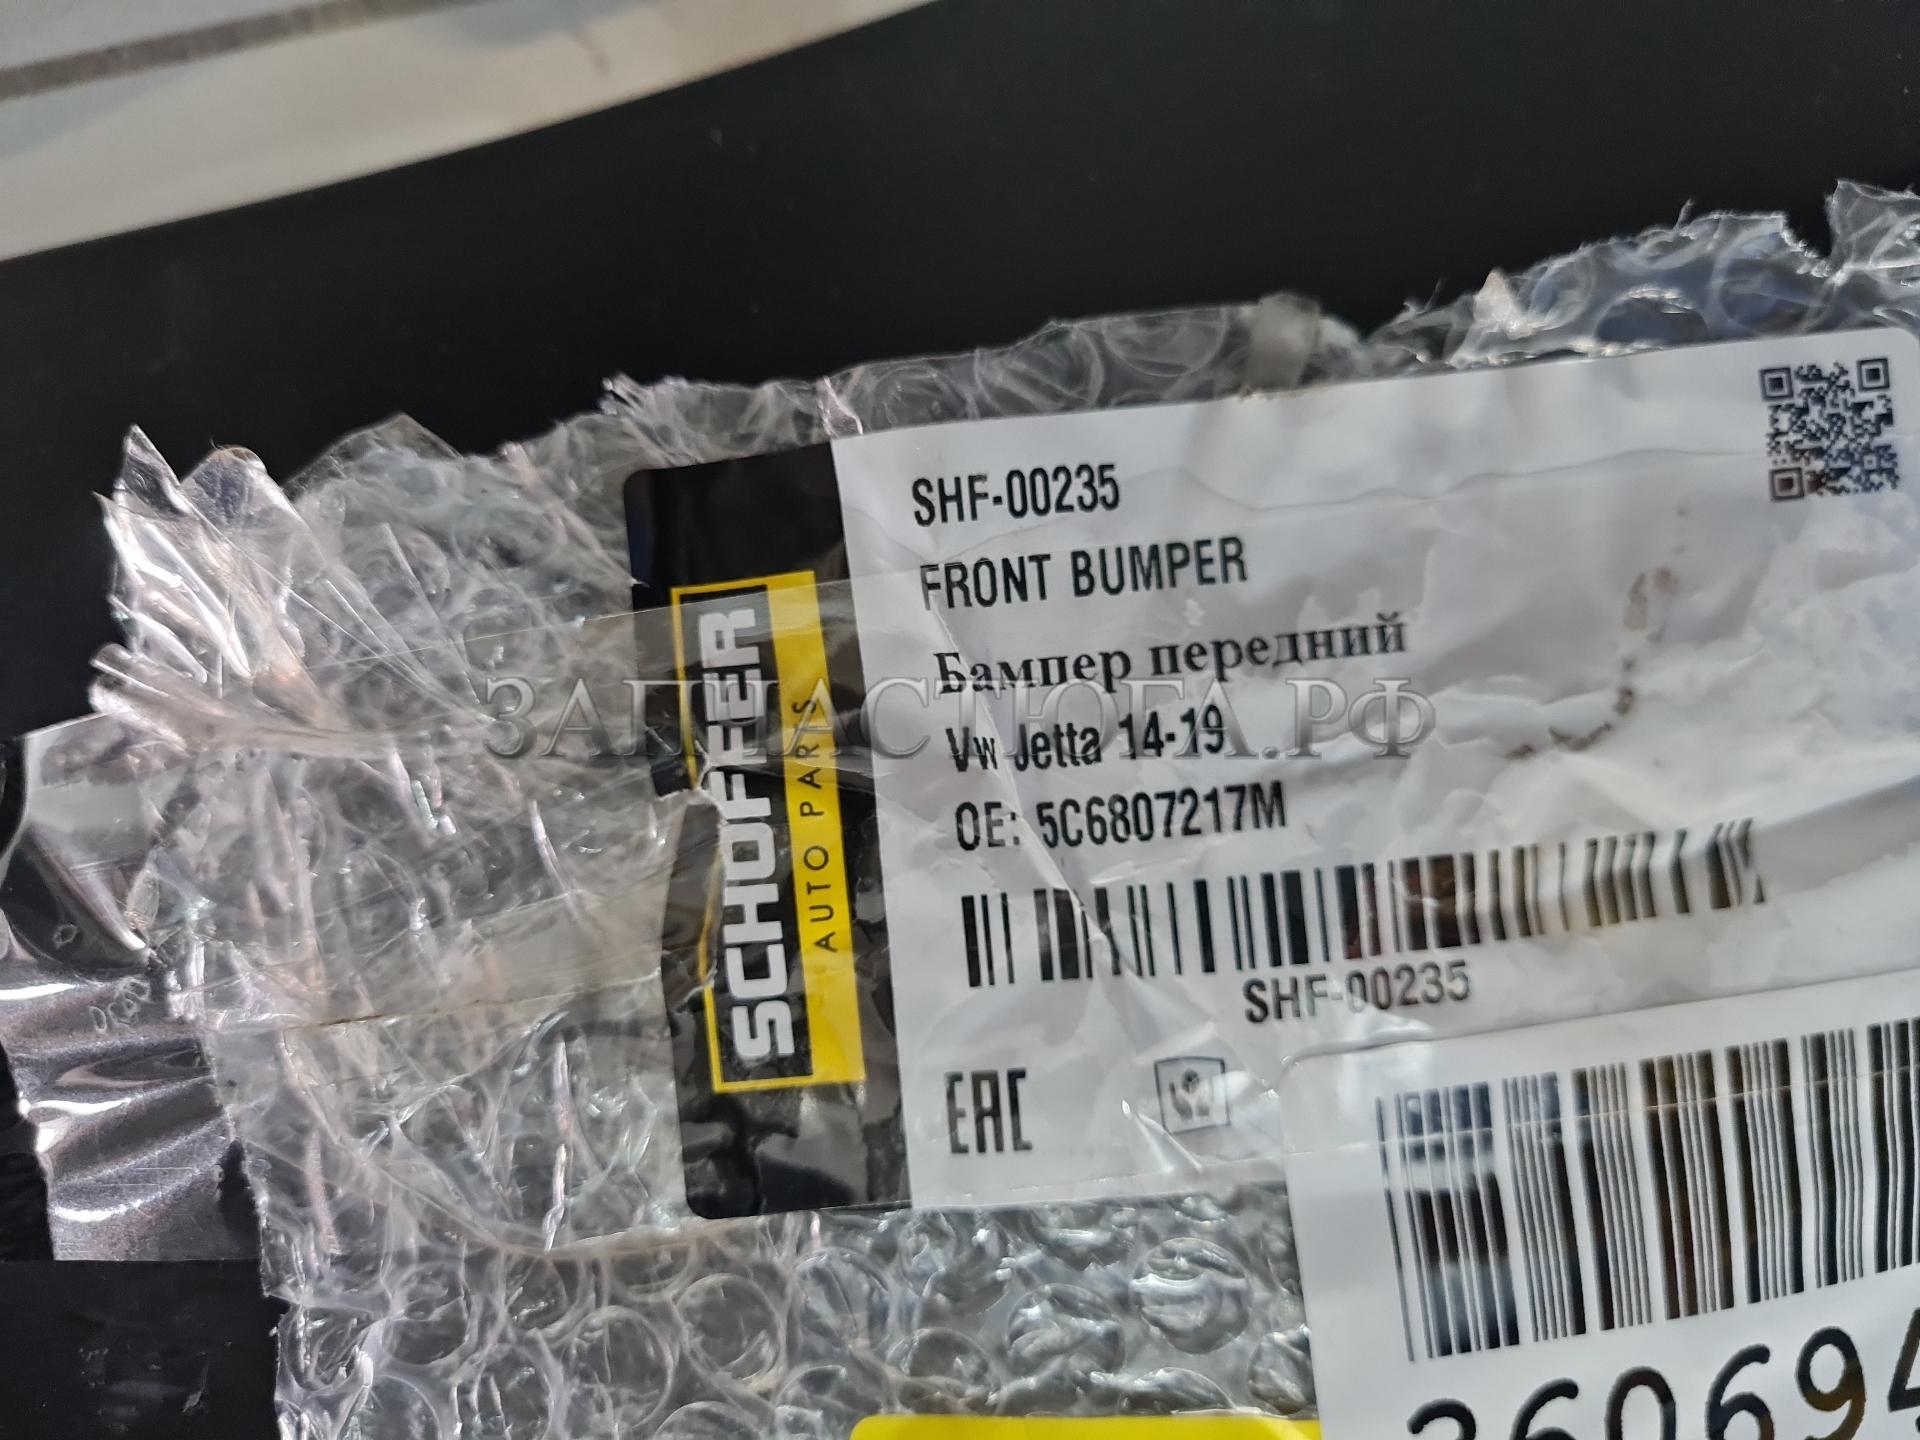 SHF-00235
FRONT BUMPER
Бампер передний
Vw Jetta 14-19
OE: 5C6807217M
SHF-00235
EAC
SCHOFFER
AUTO PARTS
ЗАПЧАСТЮГА.РФ
360694